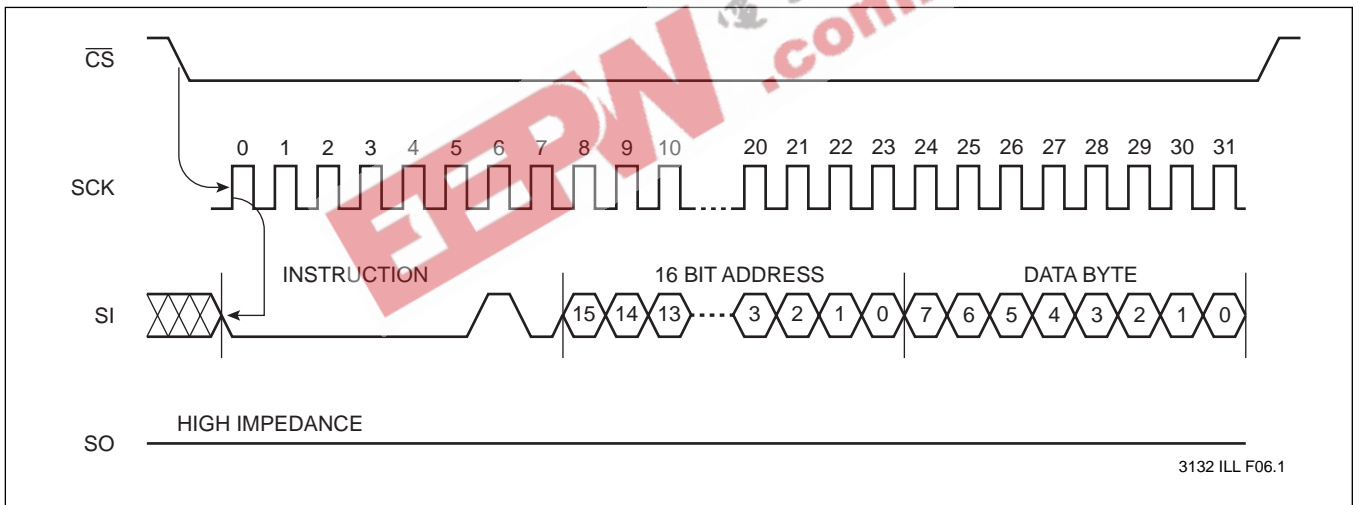 CS
0 1 2 3 4 5 6 7 8 9 10 20 21 22 23 24 25 26 27 28 29 30 31
SCK
INSTRUCTION 16 BIT ADDRESS DATA BYTE
SI 15 14 13 3 2 1 0 7 6 5 4 3 2 1 0
HIGH IMPEDANCE
SO
3132 ILL F06.1
EEPW
.com